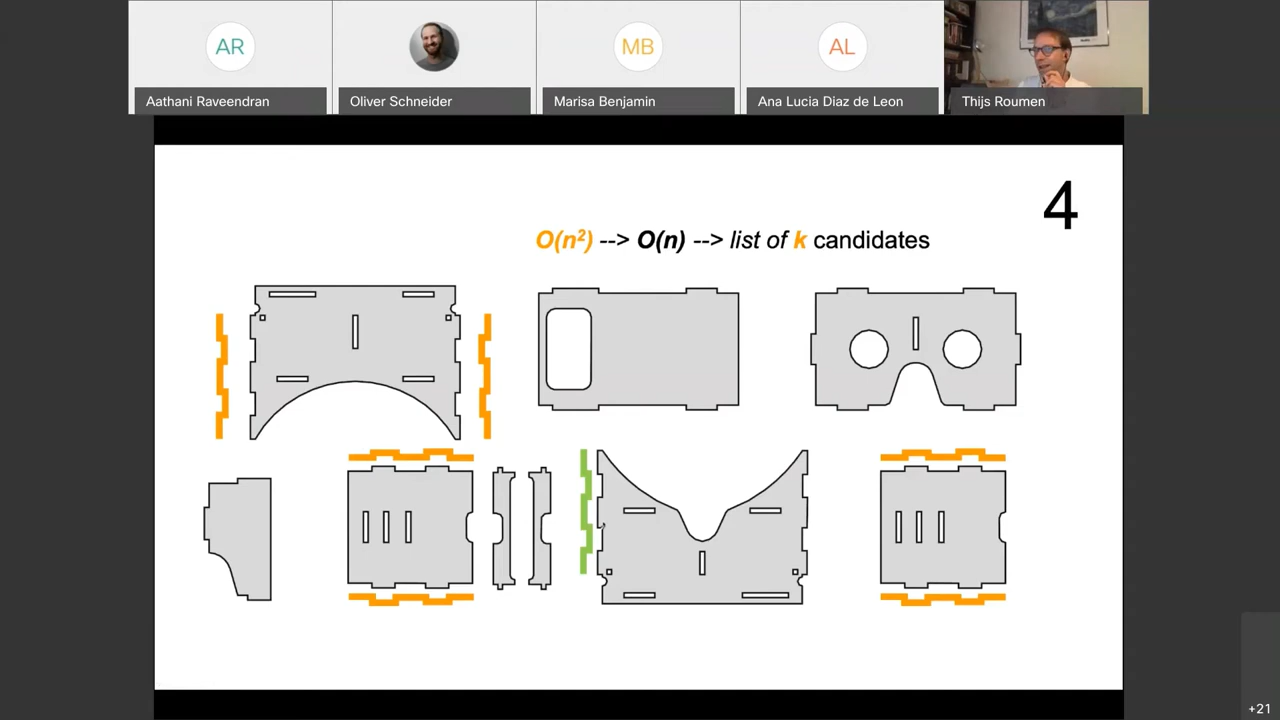 AR
MB
AL
Aathani Raveendran
Oliver Schneider
Marisa Benjamin
Ana Lucia Diaz de Leon
Thijs Roumen
4
O(n²) --> O(n) --> list of k candidates
+21